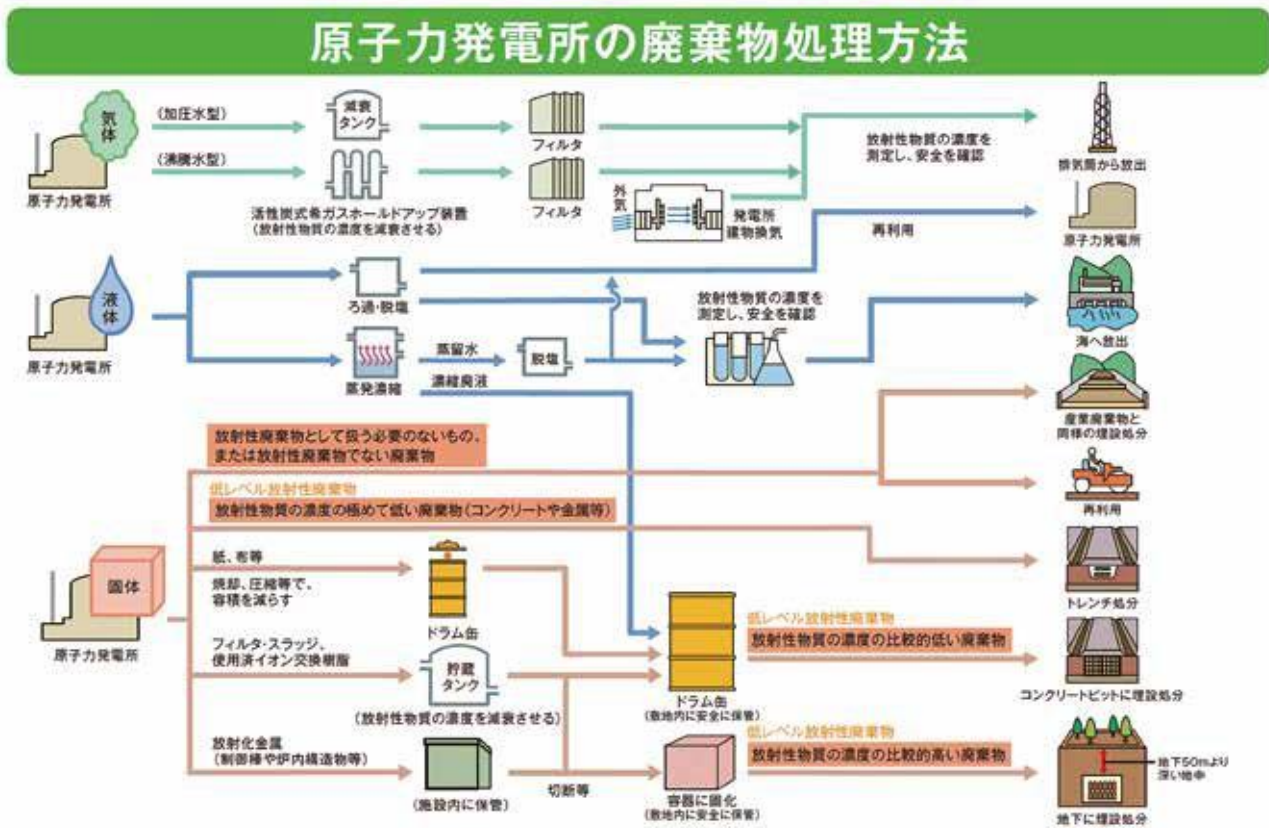 原子力発電所の廃棄物処理方法
気体
原子力発電所
(加圧水型)
(沸騰水型)
減衰
タンク
活性炭式希ガスホールドアップ装置
(放射性物質の濃度を減衰させる)
フィルタ
フィルタ
外気
発電所
建物換気
放射性物質の濃度を
測定し、安全を確認
排気筒から放出
再利用
原子力発電所
液体
原子力発電所
ろ過・脱塩
蒸発濃縮
蒸留水
濃縮廃液
脱塩
放射性物質の濃度を
測定し、安全を確認
海へ放出
産業廃棄物と
同様の埋設処分
放射性廃棄物として扱う必要のないもの、
または放射性廃棄物でない廃棄物
再利用
低レベル放射性廃棄物
放射性物質の濃度の極めて低い廃棄物(コンクリートや金属等)
トレンチ処分
固体
原子力発電所
紙、布等
焼却、圧縮等で、
容積を減らす
ドラム缶
フィルタ・スラッジ、
使用済イオン交換樹脂
貯蔵
タンク
(放射性物質の濃度を減衰させる)
ドラム缶
(敷地内に安全に保管)
低レベル放射性廃棄物
放射性物質の濃度の比較的低い廃棄物
コンクリートピットに埋設処分
放射化金属
(制御棒や炉内構造物等)
(施設内に保管)
切断等
容器に固化
(敷地内に安全に保管)
低レベル放射性廃棄物
放射性物質の濃度の比較的高い廃棄物
地下50mより
深い地中
地下に埋設処分